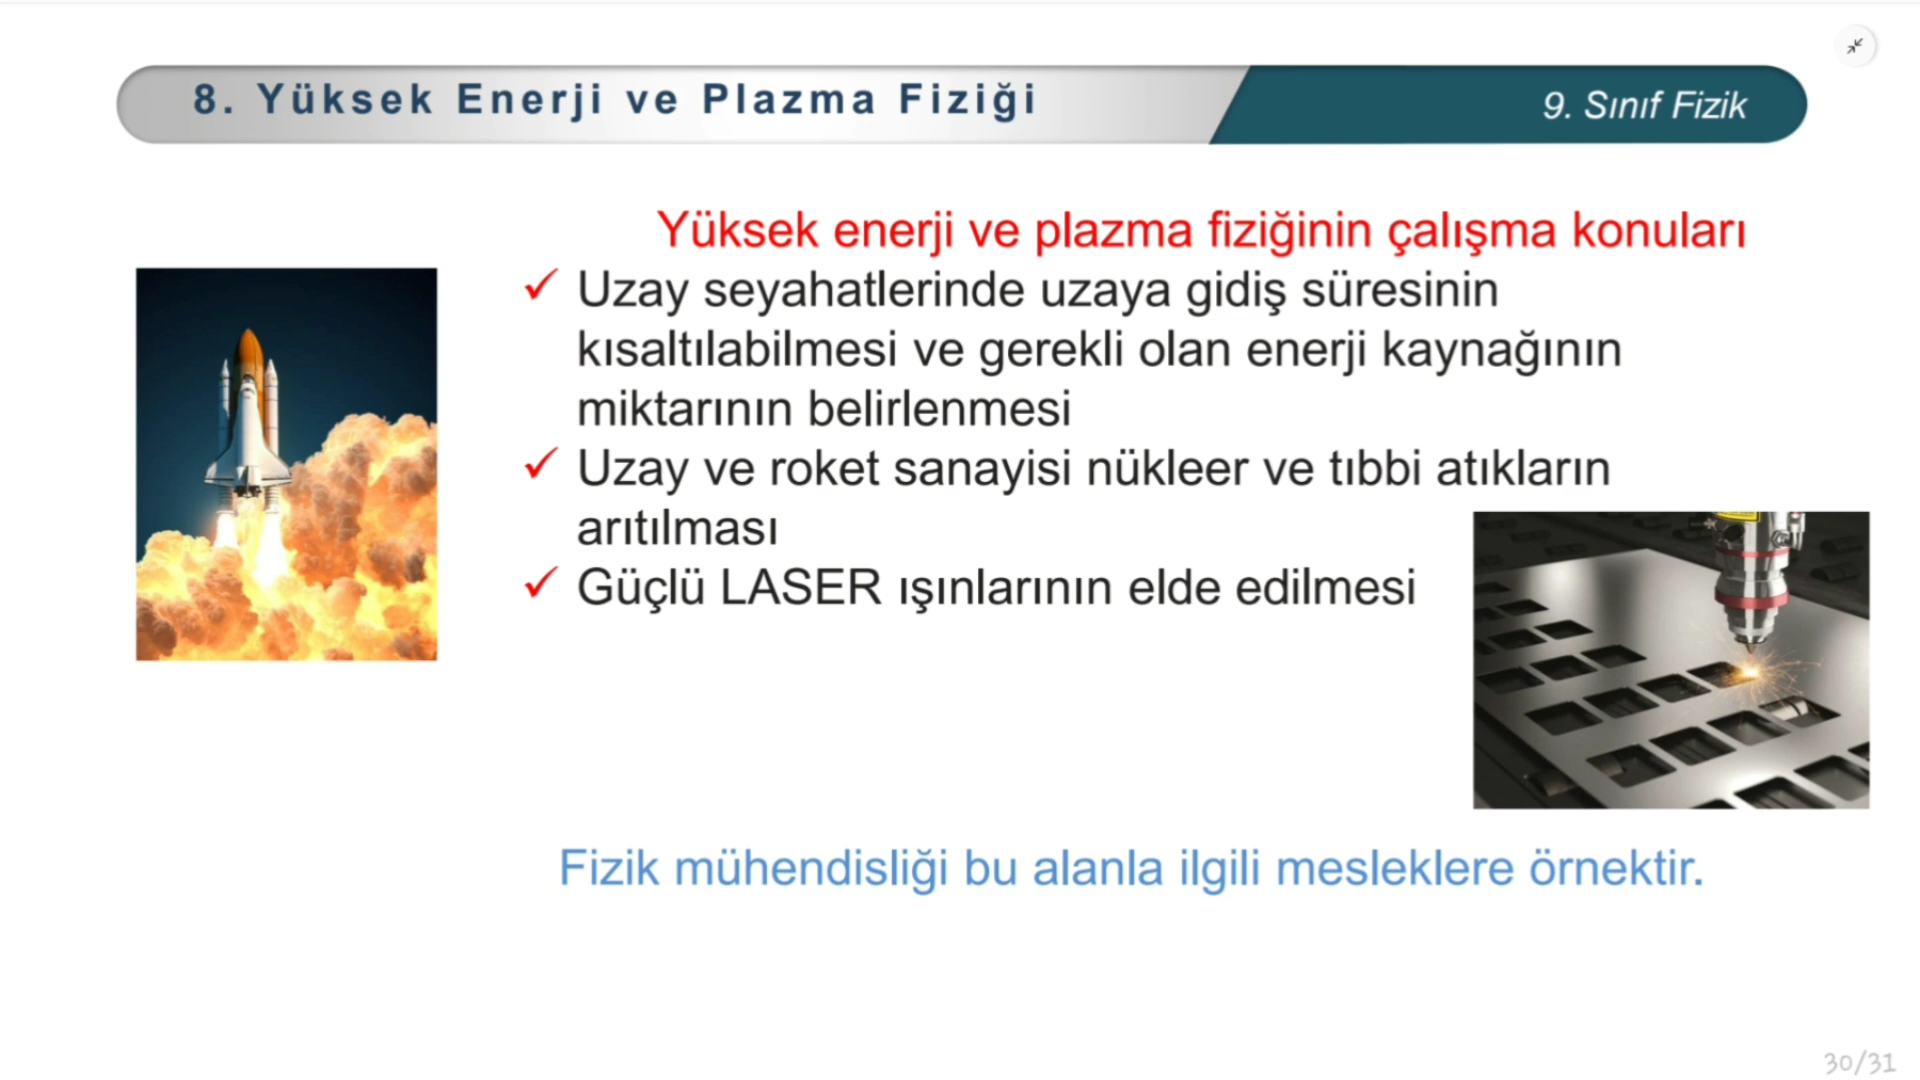 8. Yüksek Enerji ve Plazma Fiziği
9. Sınıf Fizik
Yüksek enerji ve plazma fiziğinin çalışma konuları
✓ Uzay seyahatlerinde uzaya gidiş süresinin
kısaltılabilmesi ve gerekli olan enerji kaynağının
miktarının belirlenmesi
✓ Uzay ve roket sanayisi nükleer ve tıbbi atıkların
arıtılması
✓ Güçlü LASER ışınlarının elde edilmesi
Fizik mühendisliği bu alanla ilgili mesleklere örnektir.
30/31